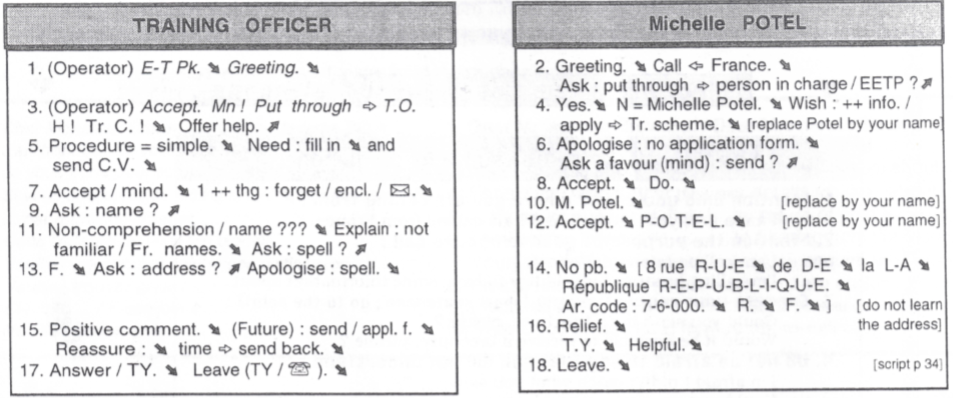 TRAINING OFFICER
1. (Operator) E-T Pk. ➘ Greeting. ➘
3. (Operator) Accept. Mn ! Put through ⇨ T.O.
H ! Tr. C. ! ➘ Offer help. ➚
5. Procedure = simple. ➘ Need : fill in ➘ and
send C.V. ➘
7. Accept / mind. ➘ 1 ++ thg : forget / encl. / ✉. ➘
9. Ask : name ? ➚
11. Non-comprehension / name ??? ➘ Explain : not
familiar / Fr. names. ➘ Ask : spell ? ➚
13. F. ➘ Ask : address ? ➚ Apologise : spell. ➘
15. Positive comment. ➘ (Future) : send / appl. f. ➘
Reassure : ➘ time ⇨ send back. ➘
17. Answer / TY. ➘ Leave (TY / ☎ ). ➘
Michelle POTEL
2. Greeting. ➘ Call ⇦ France. ➘
Ask : put through ⇨ person in charge / EETP ? ➚
4. Yes. ➘ N = Michelle Potel. ➘ Wish : ++ info. /
apply ⇨ Tr. scheme. ➘ [replace Potel by your name]
6. Apologise : no application form. ➘
Ask a favour (mind) : send ? ➚
8. Accept. ➘ Do. ➘
10. M. Potel. ➘ [replace by your name]
12. Accept. ➘ P-O-T-E-L. ➘ [replace by your name]
14. No pb. ➘ [ 8 rue R-U-E ➘ de D-E ➘ la L-A ➘
République R-E-P-U-B-L-I-Q-U-E. ➘
Ar. code : 7-6-000. ➘ R. ➘ F. ➘ ] [do not learn
16. Relief. ➘ the address]
T.Y. ➘ Helpful. ➘
18. Leave. ➘ [script p 34]